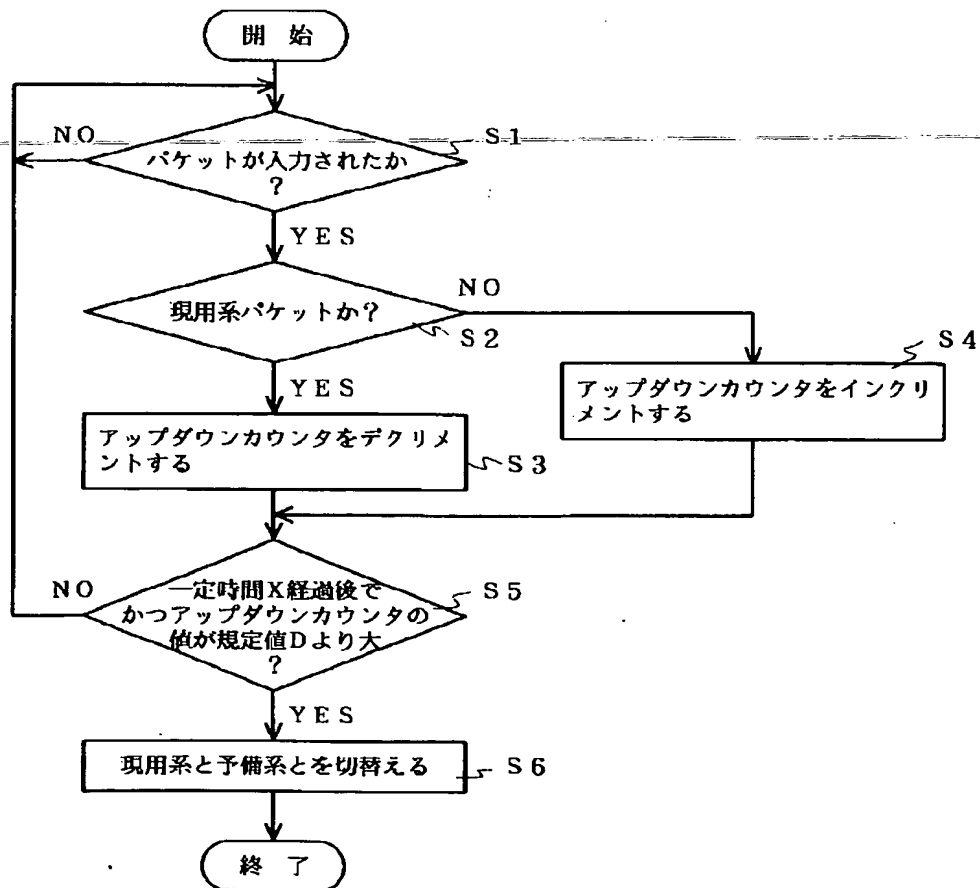 開 始
NO
S1
パケットが入力されたか
?
YES
NO
現用系パケットか?
S2
S4
YES
アップダウンカウンタをインクリ
メントする
アップダウンカウンタをデクリメ
ントする
S3
NO
一定時間X経過後で
かつアップダウンカウンタの
値が規定値Dより大
?
S5
YES
現用系と予備系とを切替える
S6
終 了